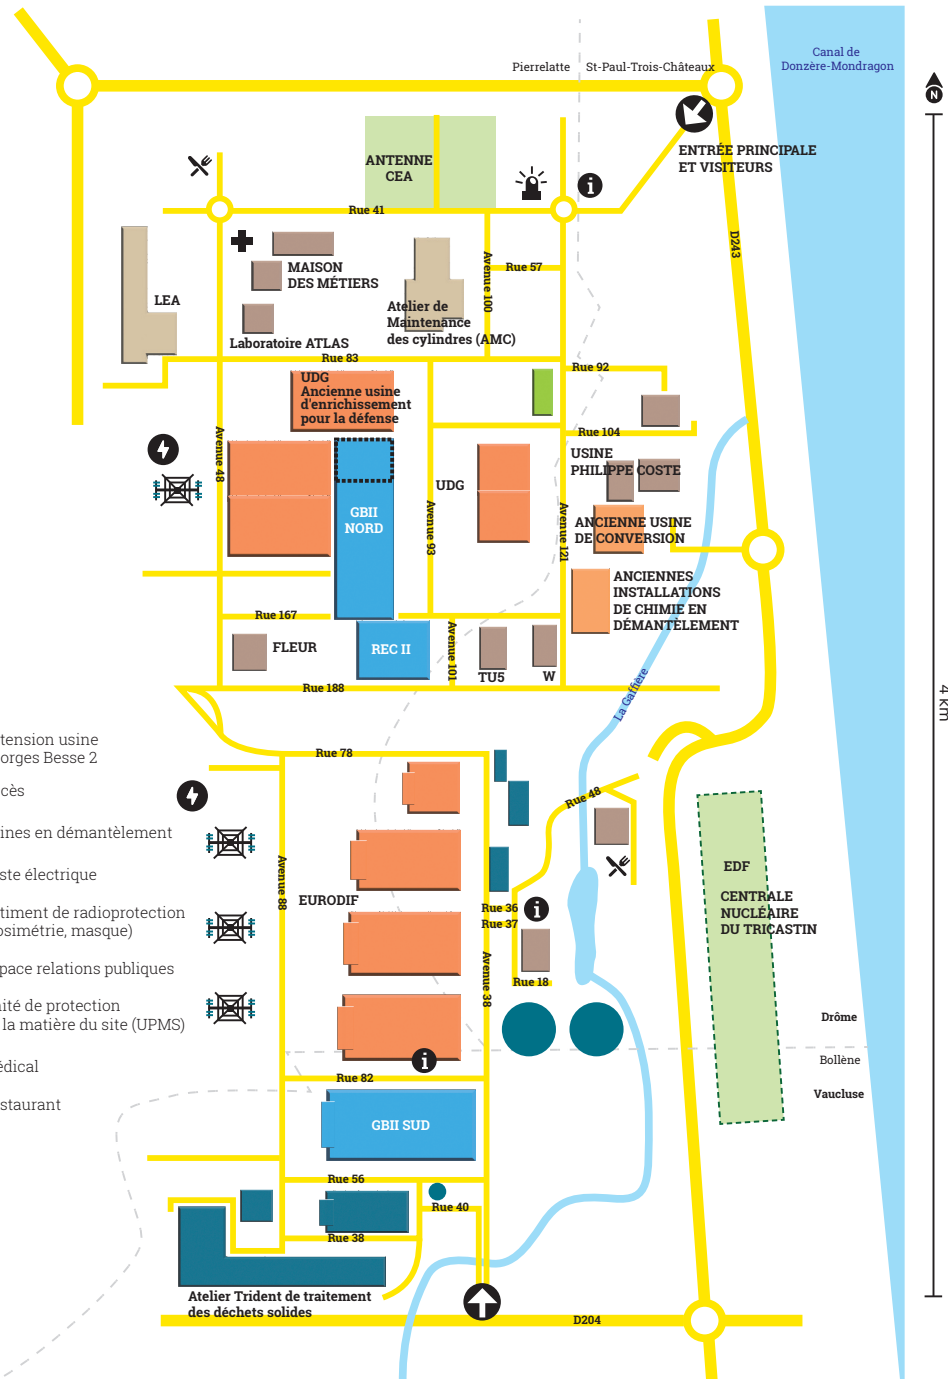 Canal de
Donzère-Mondragon
Pierrelatte
St-Paul-Trois-Châteaux
N
ENTRÉE PRINCIPALE
ET VISITEURS
ANTENNE
CEA
Rue 41
D243
MAISON
DES MÉTIERS
Avenue 100
Rue 57
LEA
Atelier de
Maintenance
des cylindres (AMC)
Laboratoire ATLAS
Rue 83
Rue 92
UDG
Ancienne usine
d'enrichissement
pour la défense
Rue 104
Avenue 48
USINE
PHILIPPE COSTE
UDG
GBII
NORD
Avenue 93
Avenue 121
ANCIENNE USINE
DE CONVERSION
ANCIENNES
INSTALLATIONS
DE CHIMIE EN
DÉMANTÈLEMENT
Rue 167
FLEUR
REC II
Avenue 101
TU5
W
Rue 188
La Gaffière
4 km
tension usine
orges Besse 2
Rue 78
cès
Rue 48
ines en démantèlement
ste électrique
Avenue 88
EURODIF
EDF
CENTRALE
NUCLÉAIRE
DU TRICASTIN
timent de radioprotection
osimétrie, masque)
Rue 36
Rue 37
pace relations publiques
Avenue 38
Rue 18
ité de protection
la matière du site (UPMS)
Drôme
Bollène
édical
Rue 82
Vaucluse
staurant
GBII SUD
Rue 56
Rue 40
Rue 38
Atelier Trident de traitement
des déchets solides
D204